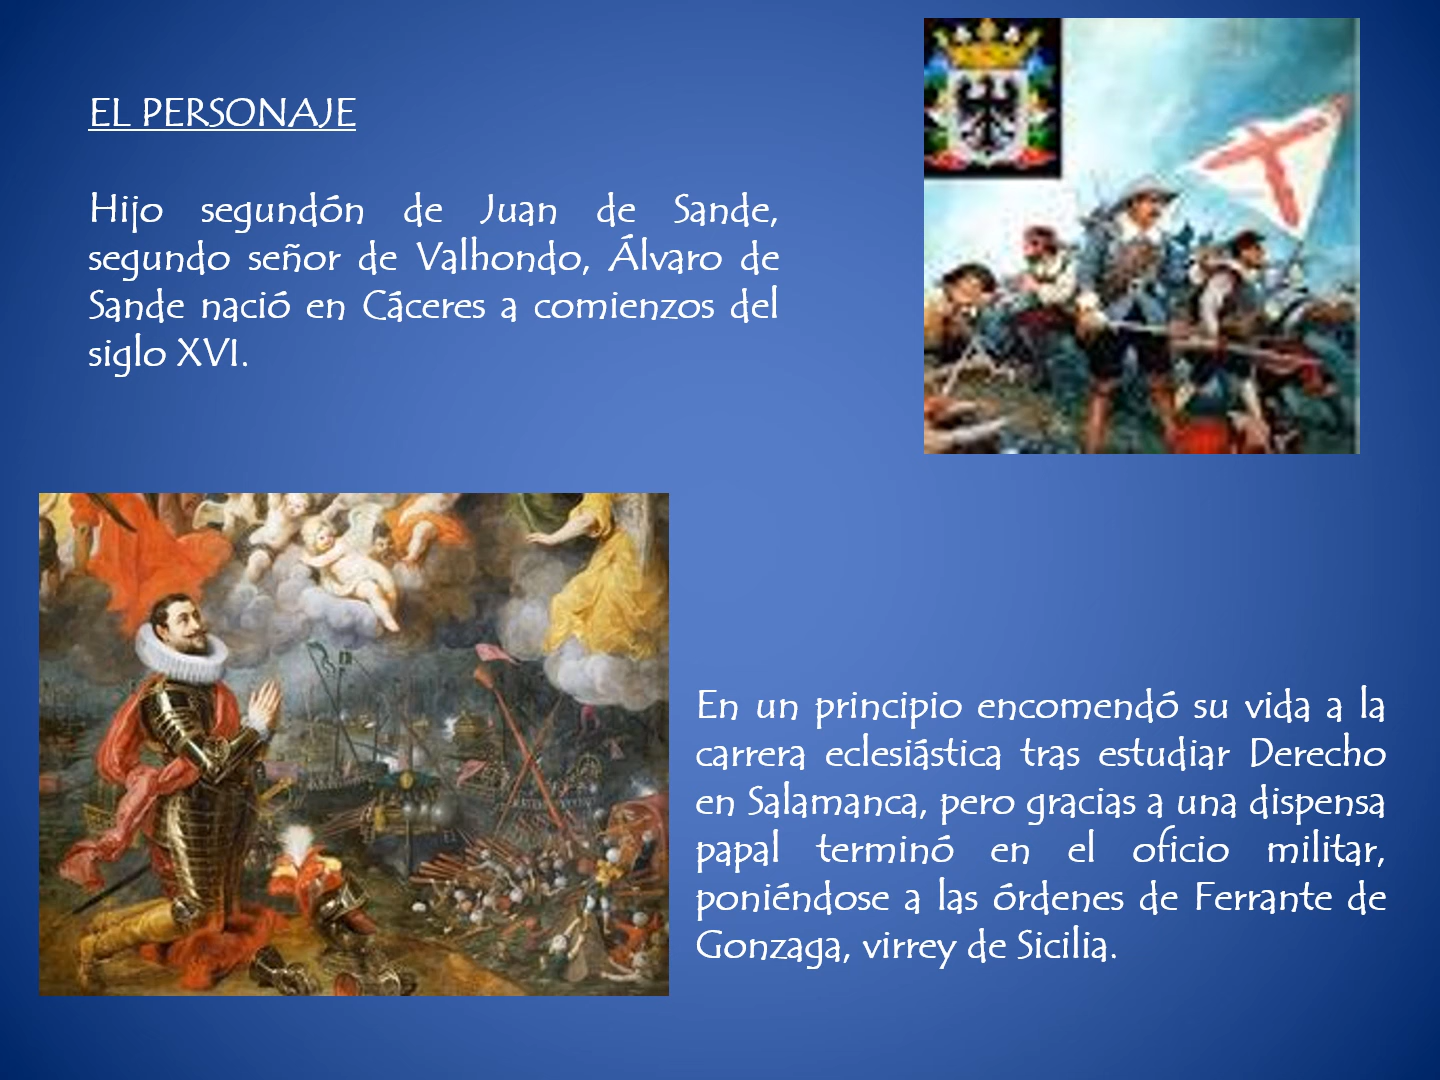 EL PERSONAJE
Hijo segundón de Juan de Sande,
segundo señor de Valhondo, Álvaro de
Sande nació en Cáceres a comienzos del
siglo XVI.
En un principio encomendó su vida a la
carrera eclesiástica tras estudiar Derecho
en Salamanca, pero gracias a una dispensa
papal terminó en el oficio militar,
poniéndose a las órdenes de Ferrante de
Gonzaga, virrey de Sicilia.